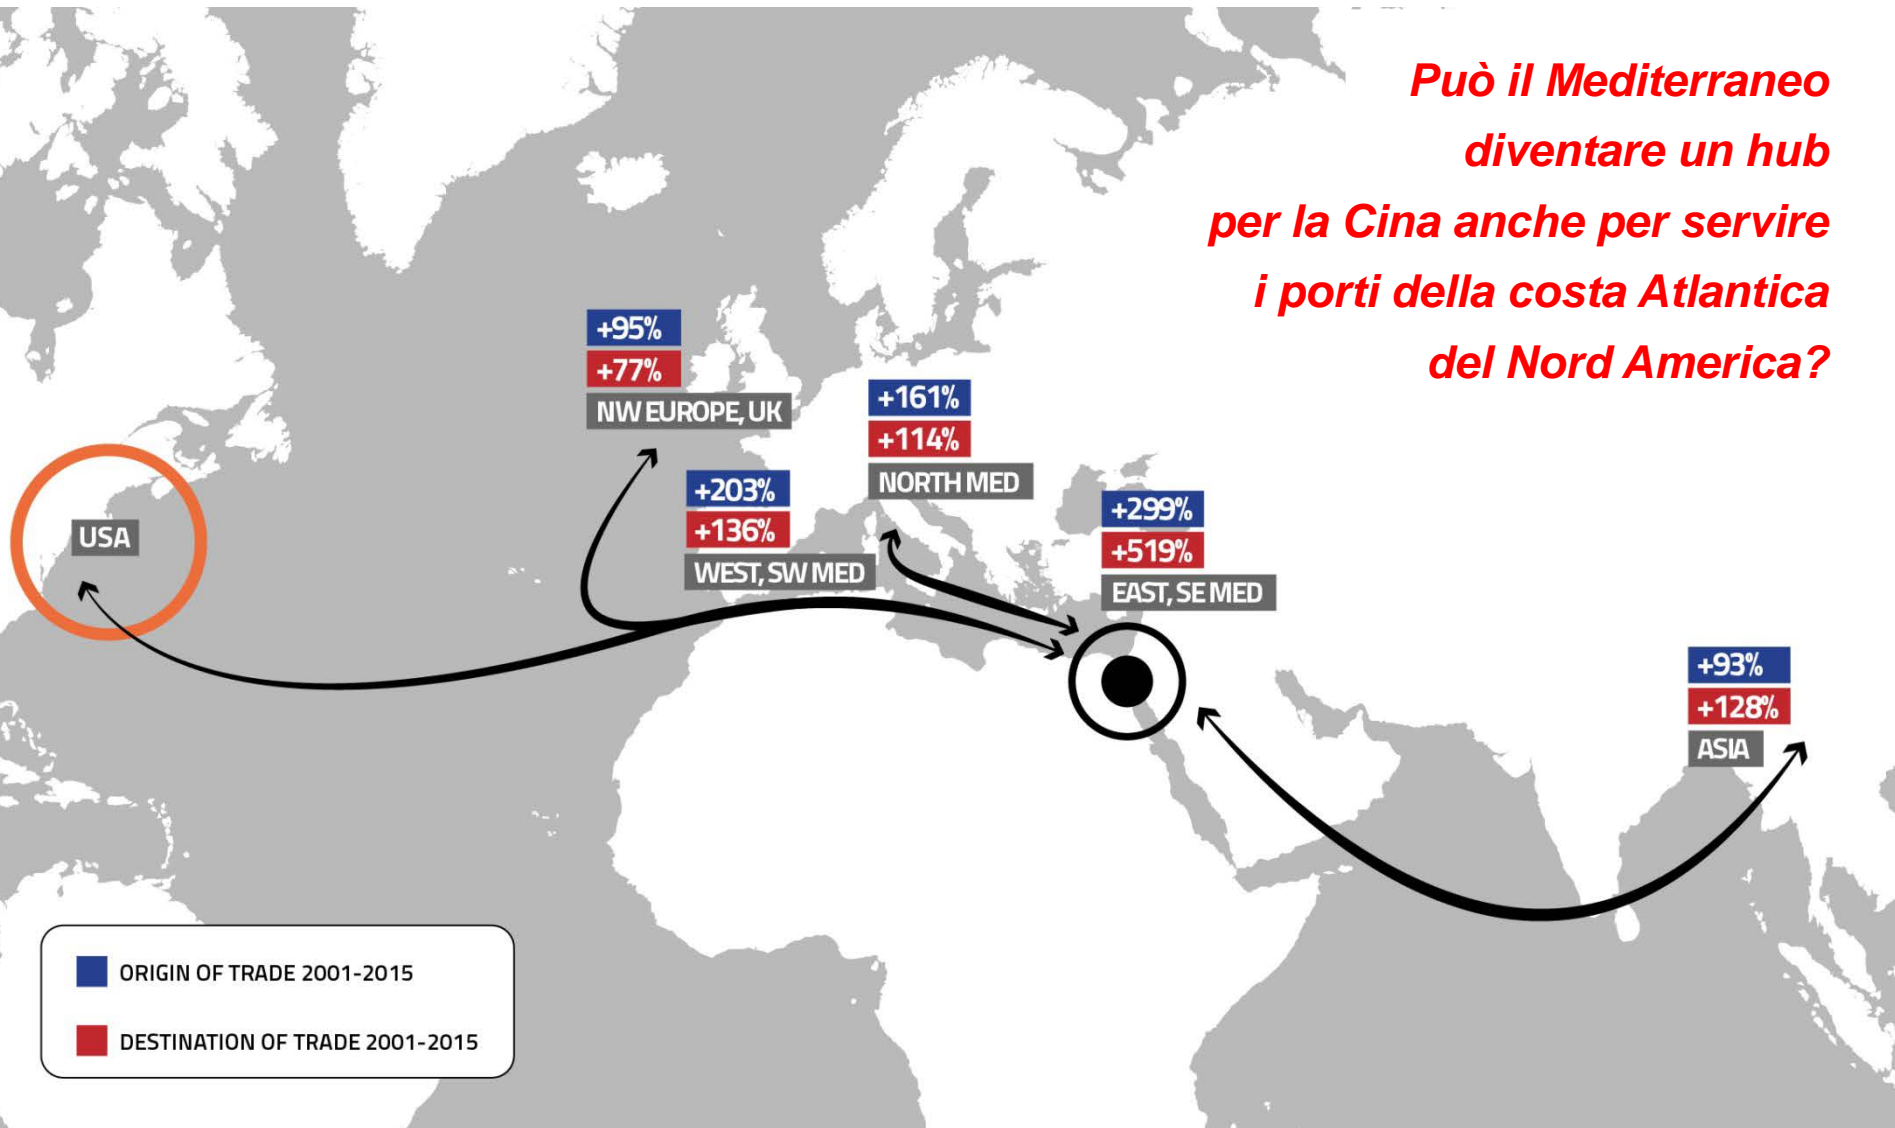 Può il Mediterraneo
diventare un hub
per la Cina anche per servire
i porti della costa Atlantica
del Nord America?
+95%
+77%
NW EUROPE, UK
+161%
+114%
NORTH MED
+203%
+136%
WEST, SW MED
+299%
+519%
EAST, SE MED
USA
+93%
+128%
ASIA
ORIGIN OF TRADE 2001-2015
DESTINATION OF TRADE 2001-2015